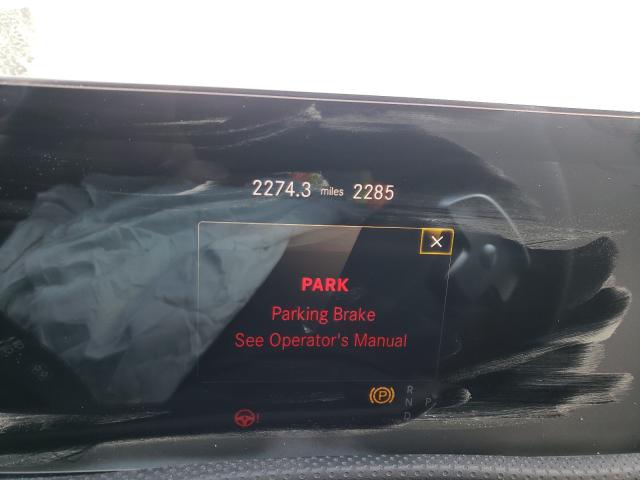 2274.3 miles 2285
PARK
Parking Brake
See Operator's Manual
P
R
N P
D
!